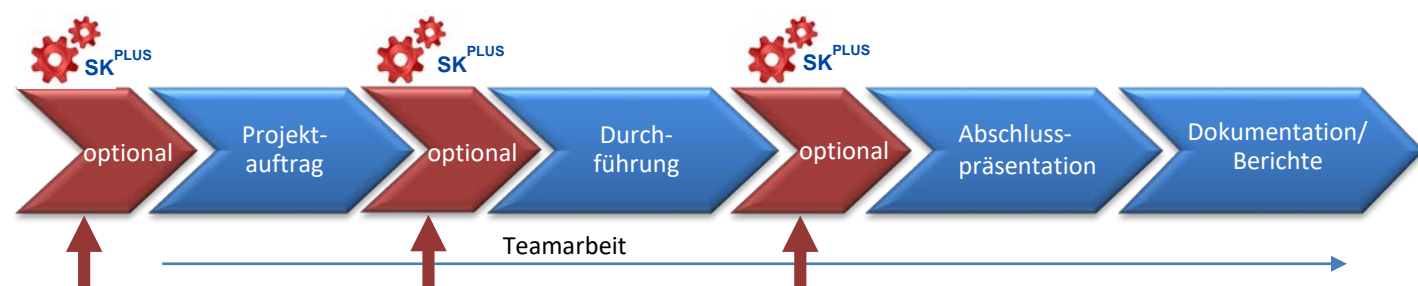 SK PLUS
SK PLUS
SK PLUS
optional
Projekt-
auftrag
optional
Durch-
führung
optional
Abschluss-
präsentation
Dokumentation/
Berichte
Teamarbeit